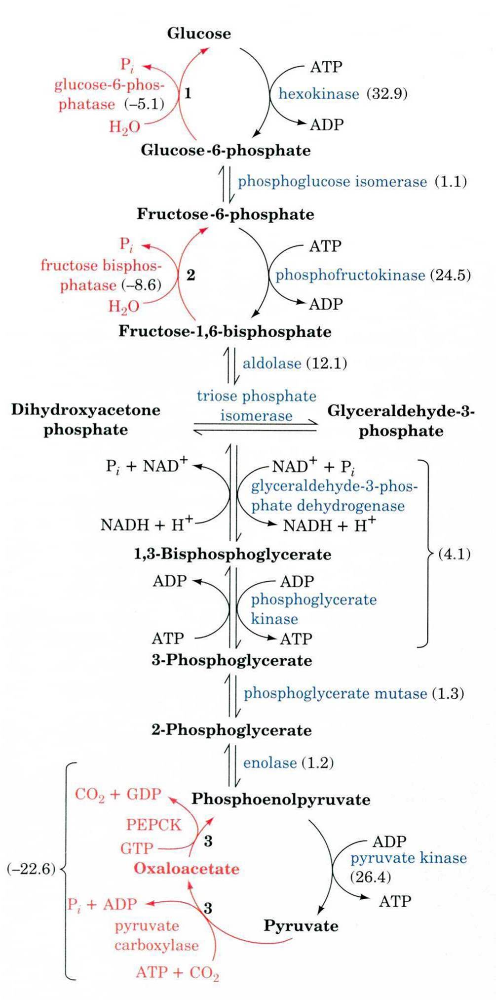 Glucose
P_i
ATP
glucose-6-phos-
phatase (–5.1)
1
hexokinase (32.9)
H₂O
ADP
Glucose-6-phosphate
phosphoglucose isomerase (1.1)
Fructose-6-phosphate
P_i
ATP
fructose bisphos-
phatase (–8.6)
2
phosphofructokinase (24.5)
H₂O
ADP
Fructose-1,6-bisphosphate
aldolase (12.1)
triose phosphate
isomerase
Dihydroxyacetone
phosphate
Glyceraldehyde-3-
phosphate
P_i + NAD⁺
NAD⁺ + P_i
glyceraldehyde-3-phos-
phate dehydrogenase
NADH + H⁺
NADH + H⁺
1,3-Bisphosphoglycerate
(4.1)
ADP
ADP
phosphoglycerate
kinase
ATP
ATP
3-Phosphoglycerate
phosphoglycerate mutase (1.3)
2-Phosphoglycerate
enolase (1.2)
CO₂ + GDP
Phosphoenolpyruvate
PEPCK
3
GTP
ADP
pyruvate kinase
(26.4)
Oxaloacetate
(–22.6)
ATP
P_i + ADP
3
pyruvate
carboxylase
Pyruvate
ATP + CO₂